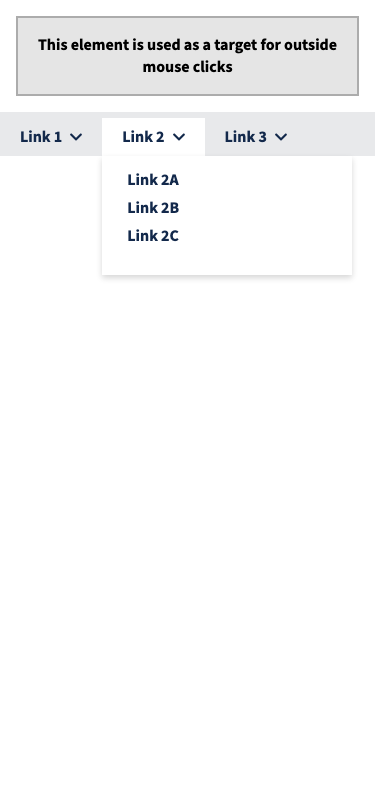 This element is used as a target for outside
mouse clicks
Link 1
Link 2
Link 3
Link 2A
Link 2B
Link 2C